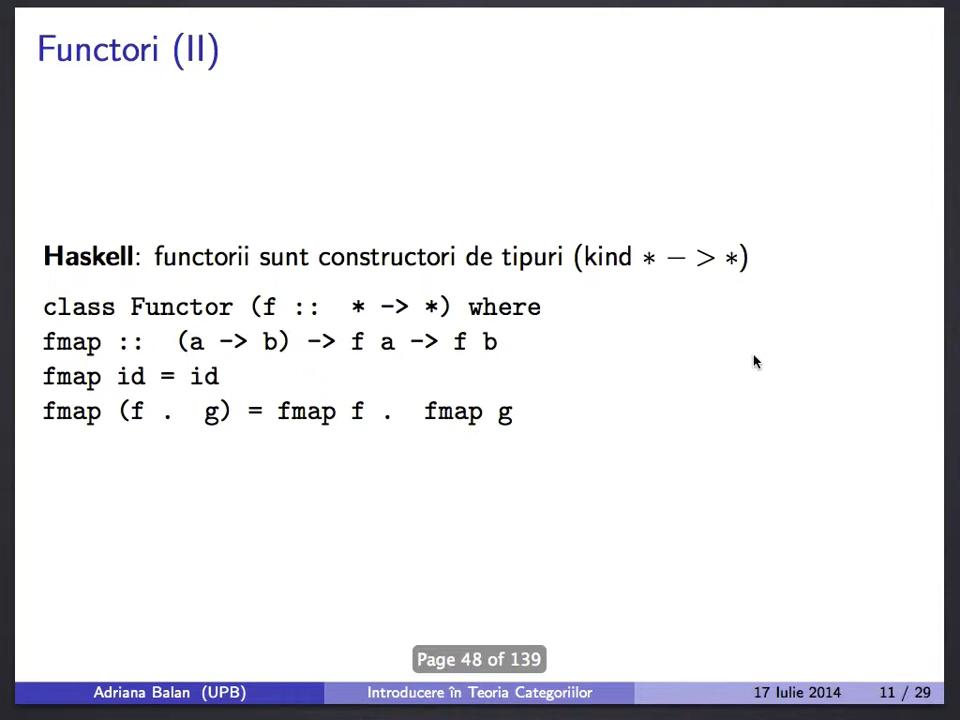 Functori (II)
Haskell: functorii sunt constructori de tipuri (kind * − > *)
class Functor (f :: * -> *) where
fmap :: (a -> b) -> f a -> f b
fmap id = id
fmap (f . g) = fmap f . fmap g
Page 48 of 139
Adriana Balan (UPB) Introducere în Teoria Categoriilor 17 Iulie 2014 11 / 29